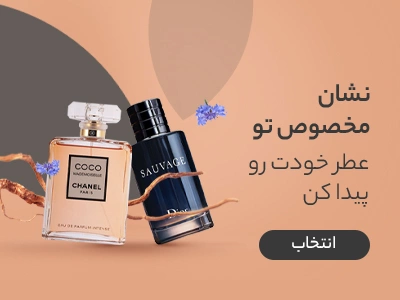 نشان
مخصوص تو
عطر خودت رو
پیدا کن
انتخاب
COCO
MADEMOISELLE
CHANEL
PARIS
EAU DE PARFUM INTENSE
SAUVAGE
Dior